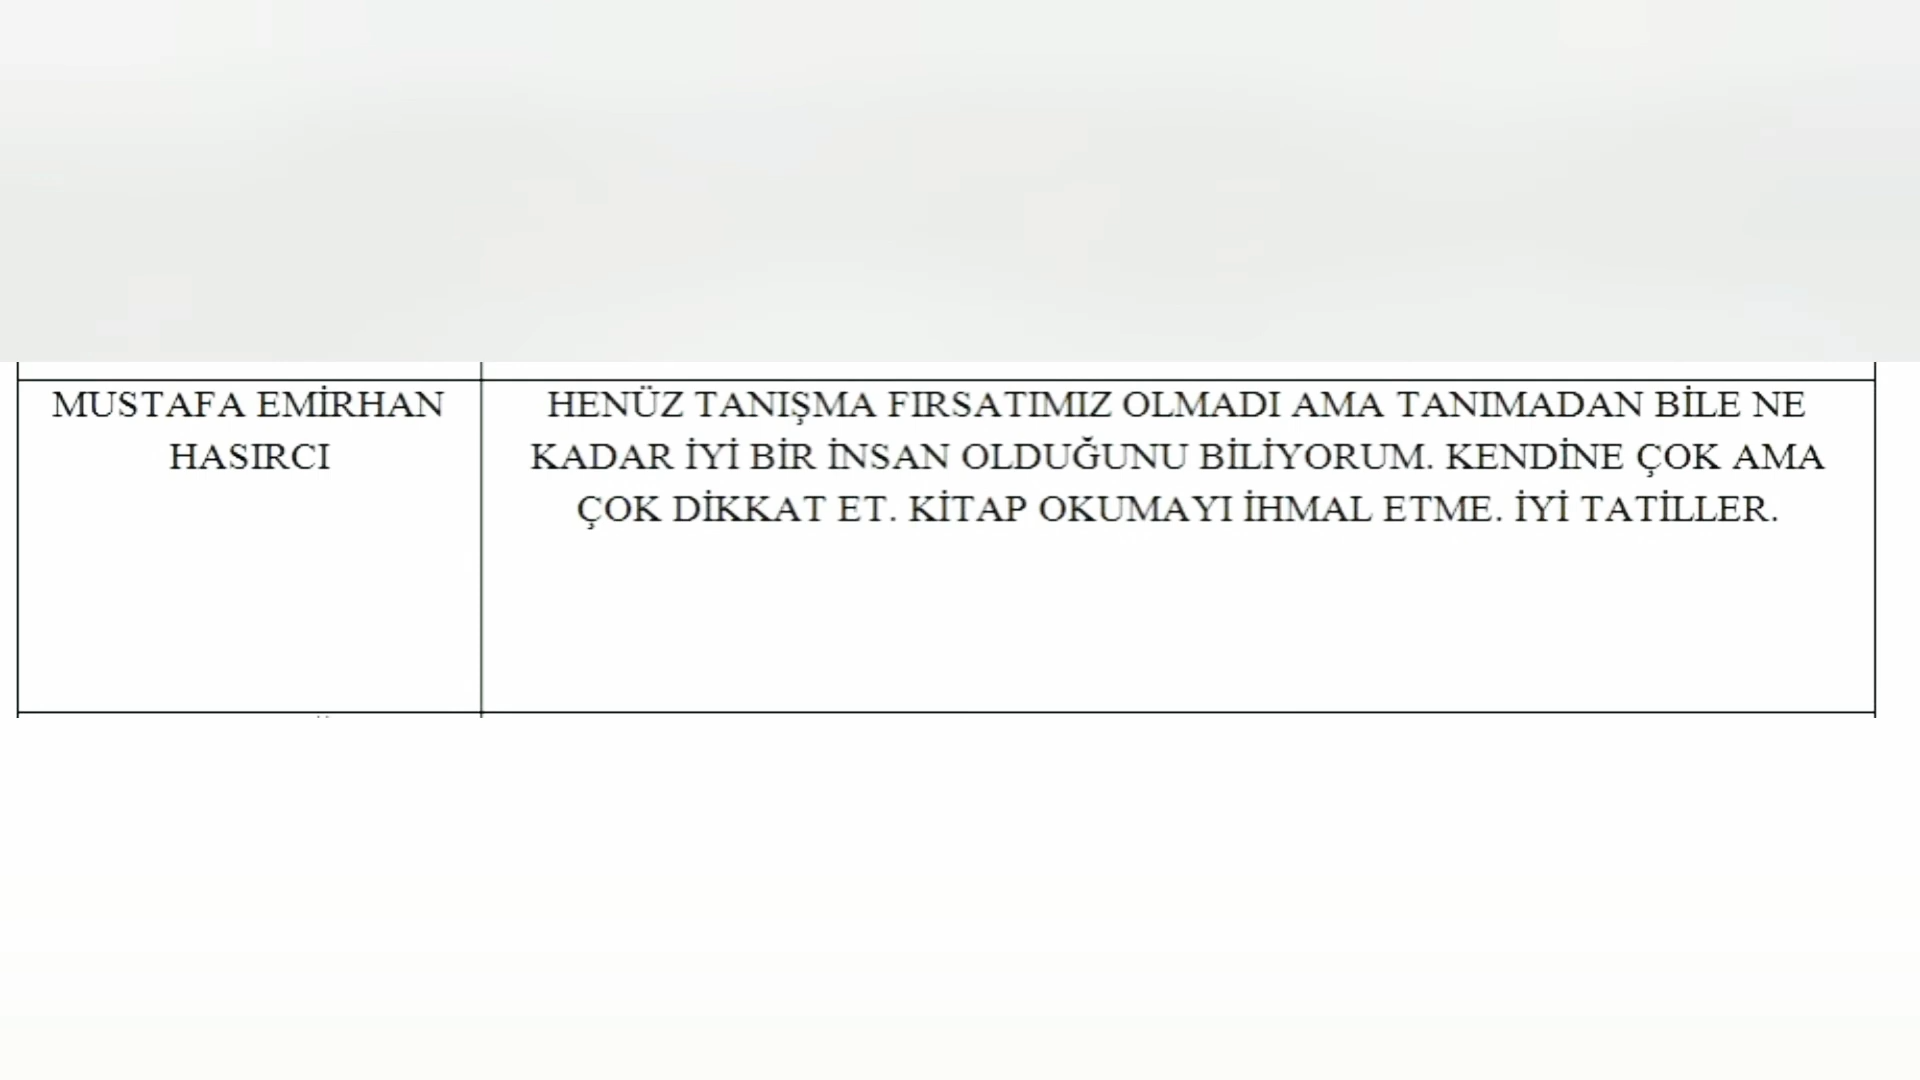 MUSTAFA EMİRHAN
HASIRCI
HENÜZ TANIŞMA FIRSATIMIZ OLMADI AMA TANIMADAN BİLE NE
KADAR İYİ BİR İNSAN OLDUĞUNU BİLİYORUM. KENDİNE ÇOK AMA
ÇOK DİKKAT ET. KİTAP OKUMAYI İHMAL ETME. İYİ TATİLLER.